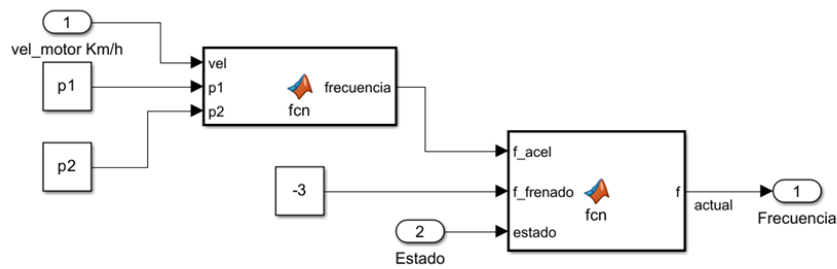 1
vel_motor Km/h
p1
p2
vel
p1
p2
frecuencia
fcn
-3
2
Estado
f_acel
f_frenado
estado
fcn
f
actual
1
Frecuencia